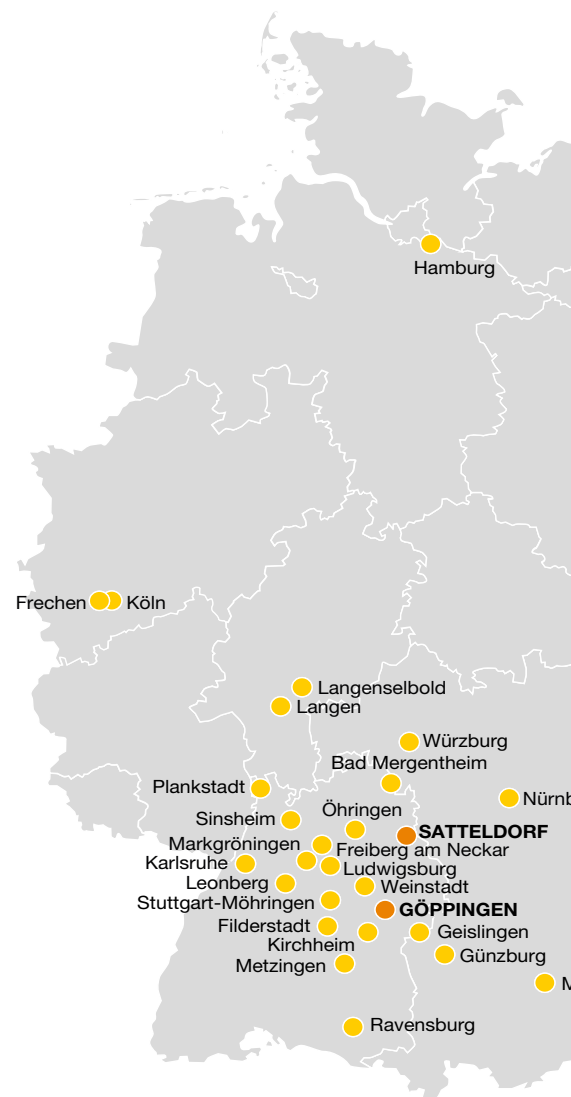 Hamburg
Frechen
Köln
Langenselbold
Langen
Würzburg
Bad Mergentheim
Plankstadt
Nürnb
Sinsheim
Öhringen
SATTELDORF
Markgröningen
Freiberg am Neckar
Karlsruhe
Ludwigsburg
Leonberg
Weinstadt
Stuttgart-Möhringen
GÖPPINGEN
Filderstadt
Geislingen
Kirchheim
Günzburg
Metzingen
M
Ravensburg